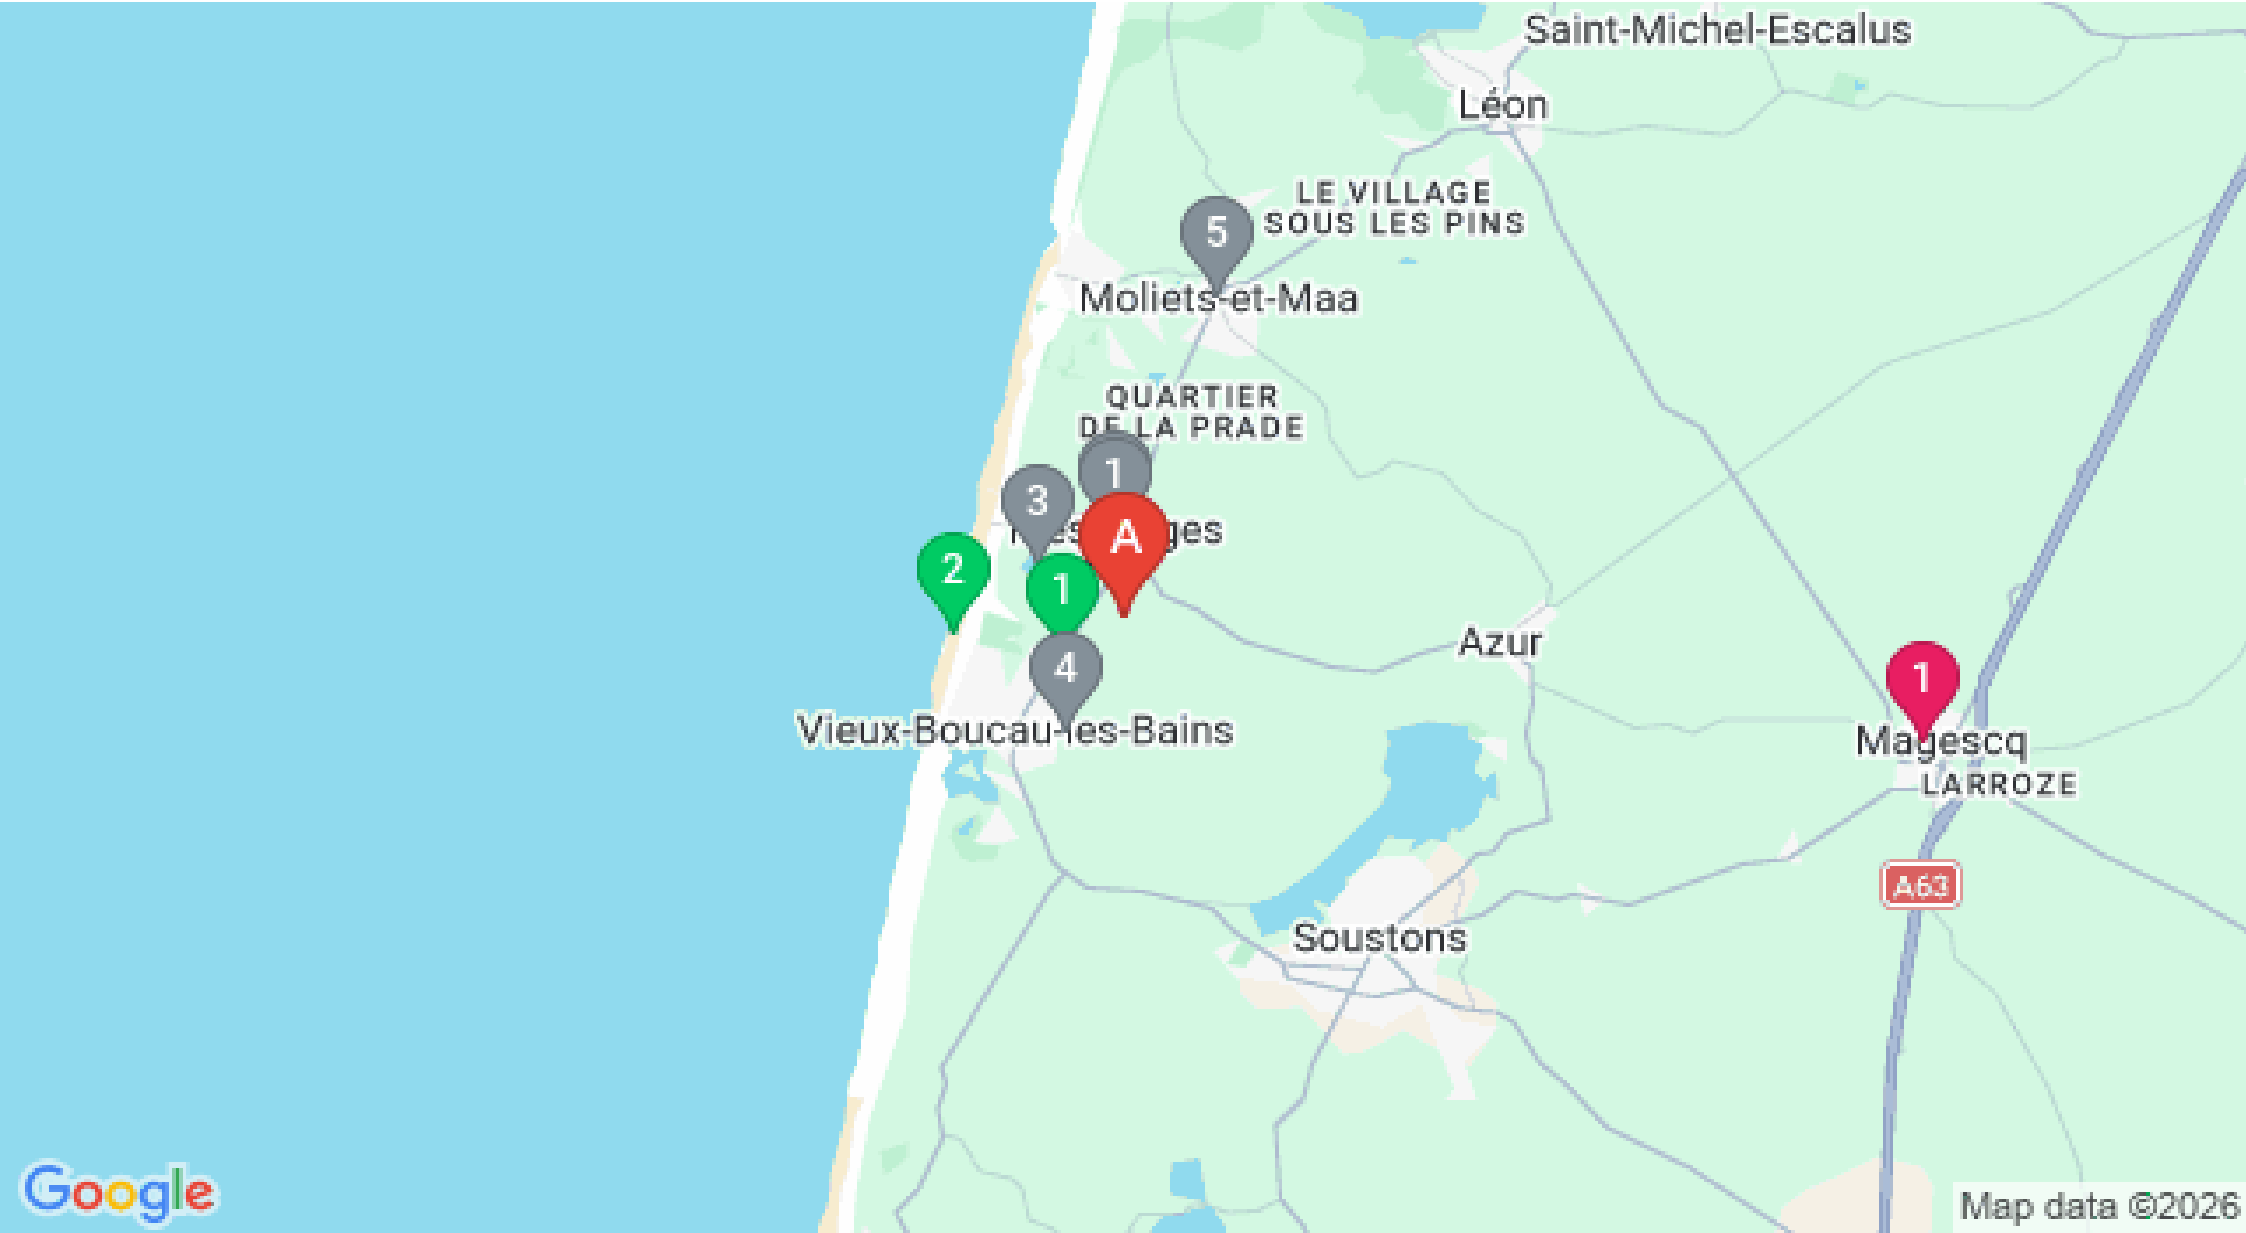 Saint-Michel-Escalus
Léon
LE VILLAGE
SOUS LES PINS
5
Moliets-et-Maa
QUARTIER
DE LA PRADE
1
3
A
2
1
Azur
4
1
Vieux-Boucau-les-Bains
Magescq
LARROZE
A63
Soustons
Google
Map data ©2026